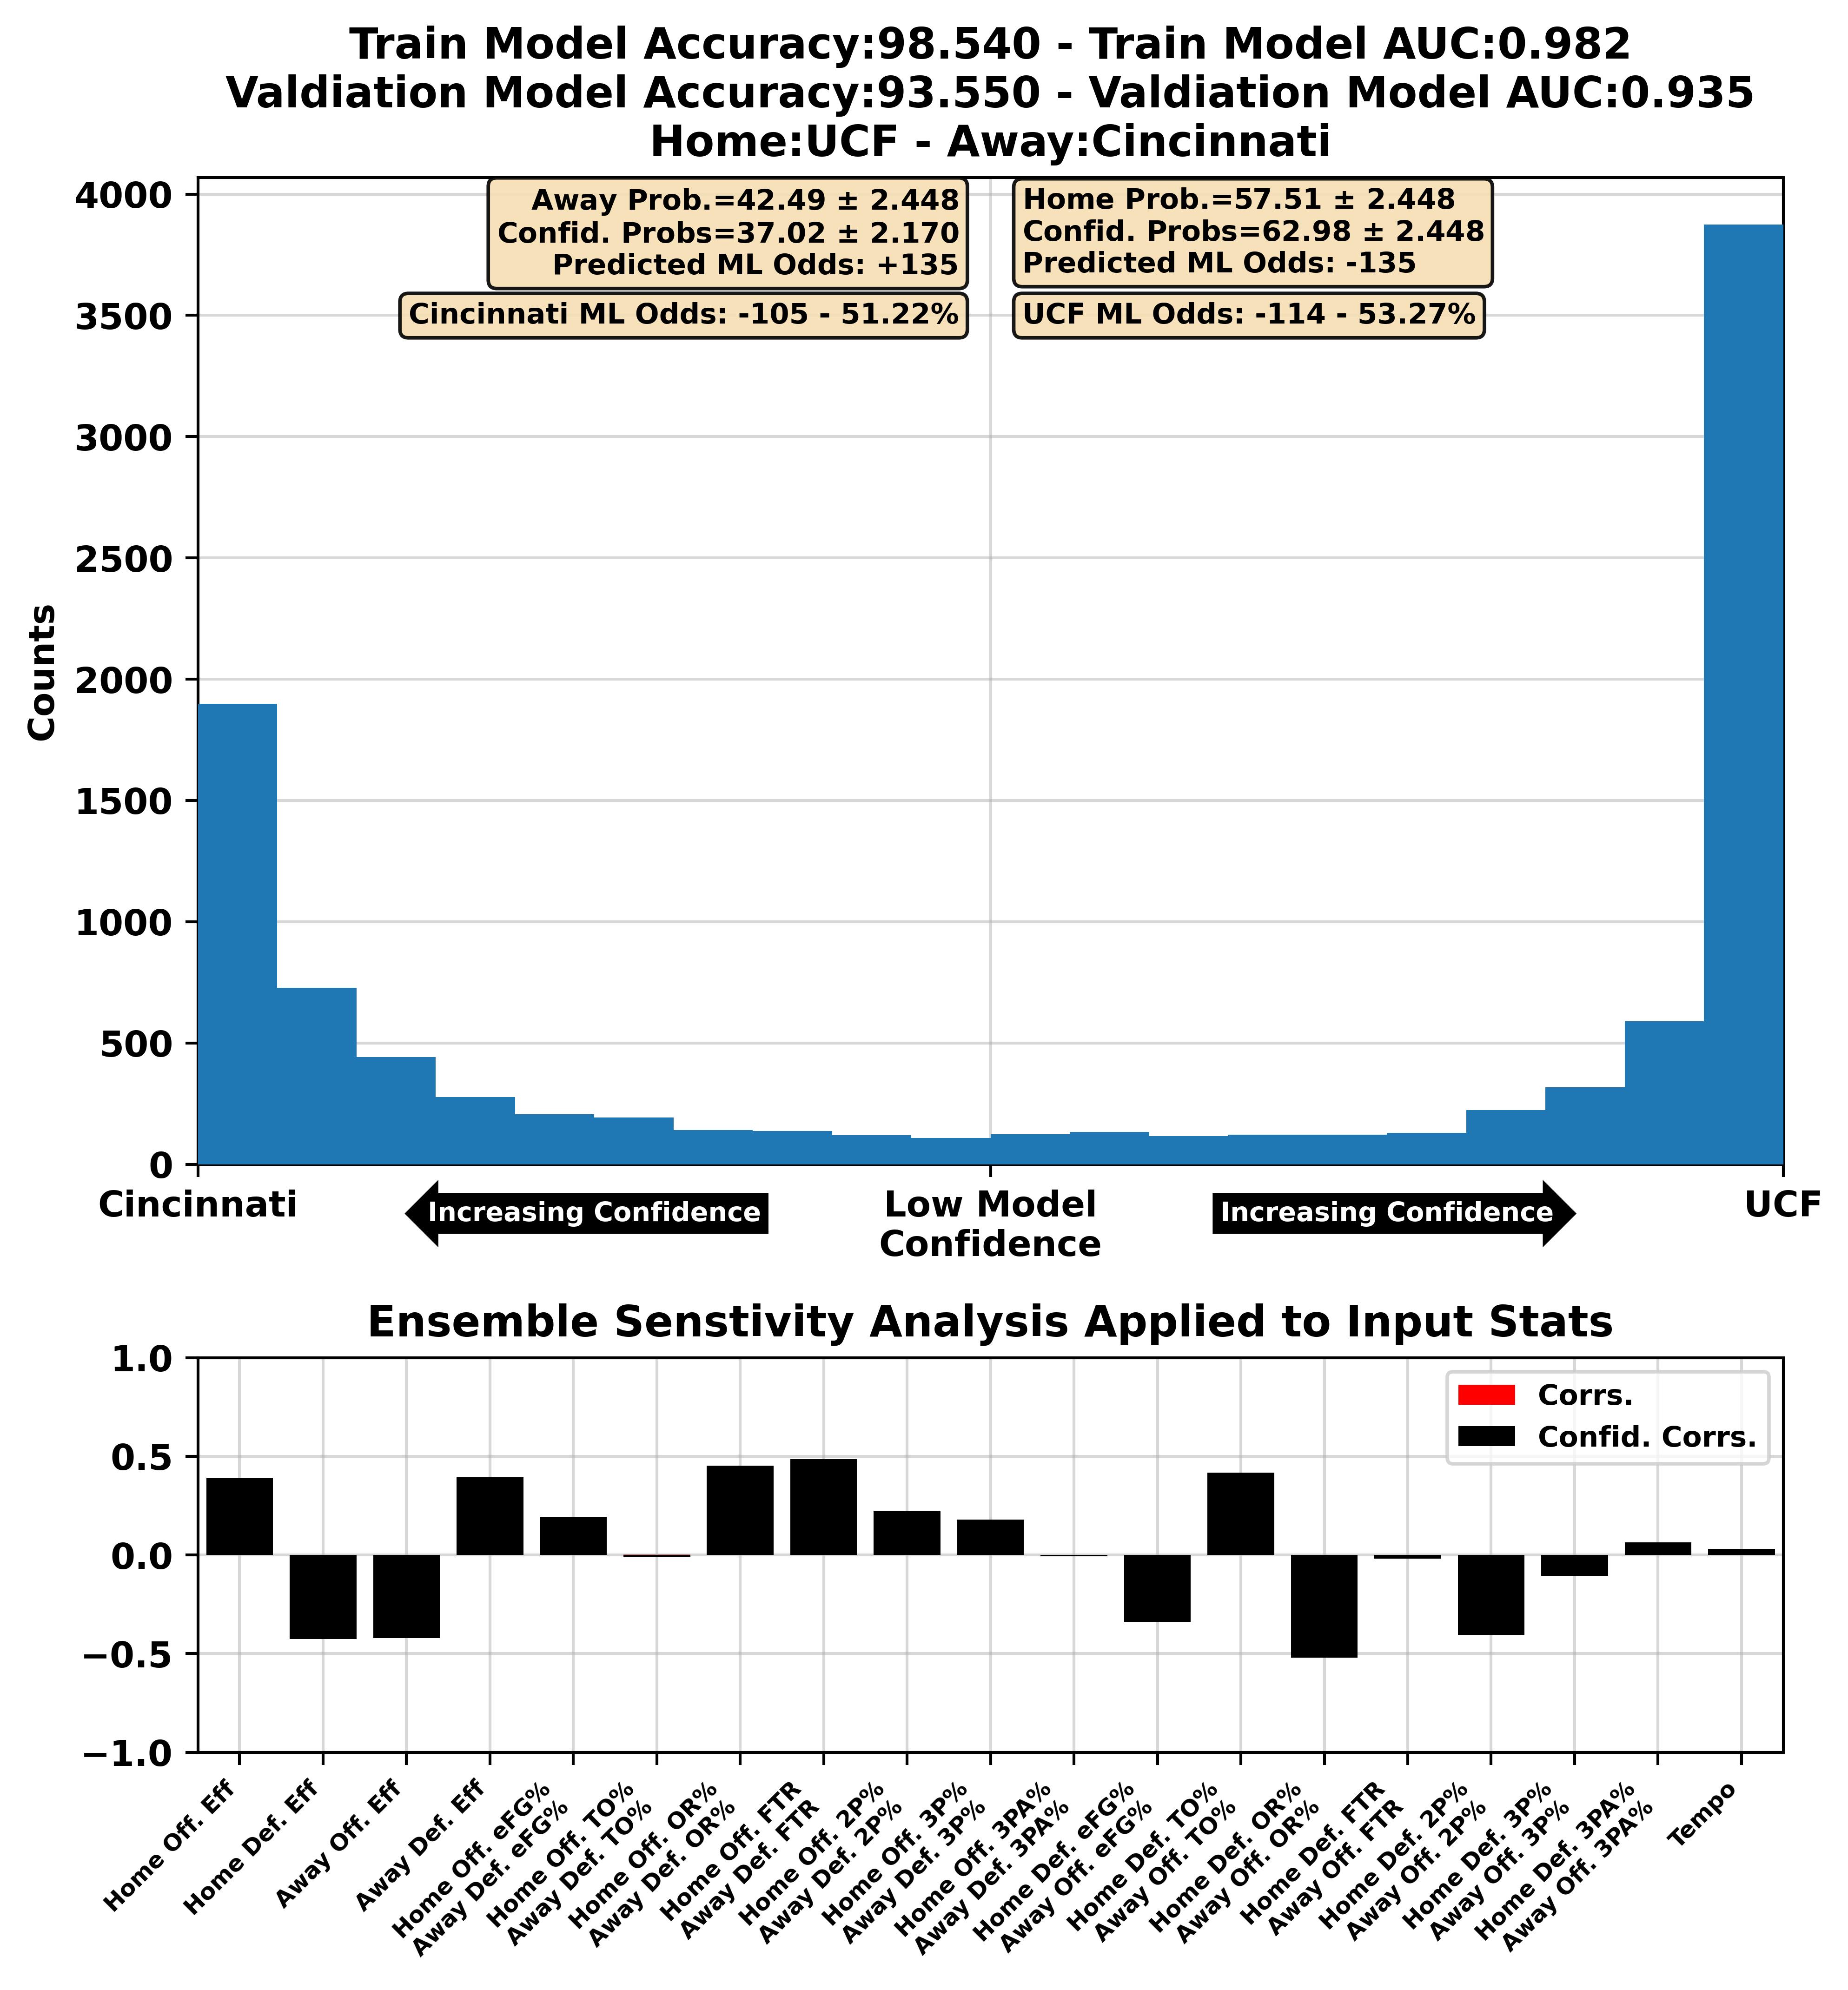 Train Model Accuracy:98.540 - Train Model AUC:0.982
Valdiation Model Accuracy:93.550 - Valdiation Model AUC:0.935
Home:UCF - Away:Cincinnati
Away Prob.=42.49 ± 2.448
Confid. Probs=37.02 ± 2.170
Predicted ML Odds: +135
Cincinnati ML Odds: -105 - 51.22%
Home Prob.=57.51 ± 2.448
Confid. Probs=62.98 ± 2.448
Predicted ML Odds: -135
UCF ML Odds: -114 - 53.27%
Counts
4000
3500
3000
2500
2000
1500
1000
500
0
Cincinnati
Increasing Confidence
Low Model
Confidence
Increasing Confidence
UCF
Ensemble Senstivity Analysis Applied to Input Stats
1.0
0.5
0.0
−0.5
−1.0
Corrs.
Confid. Corrs.
Home Off. Eff
Home Def. Eff
Away Off. Eff
Away Def. Eff
Home Off. eFG%
Away Def. eFG%
Home Off. TO%
Away Def. TO%
Home Off. OR%
Away Def. OR%
Home Off. FTR
Away Def. FTR
Home Off. 2P%
Away Def. 2P%
Home Off. 3P%
Away Def. 3P%
Home Off. 3PA%
Away Def. 3PA%
Home Def. eFG%
Away Off. eFG%
Home Def. TO%
Away Off. TO%
Home Def. OR%
Away Off. OR%
Home Def. FTR
Away Off. FTR
Home Def. 2P%
Away Off. 2P%
Home Def. 3P%
Away Off. 3P%
Home Def. 3PA%
Away Off. 3PA%
Tempo